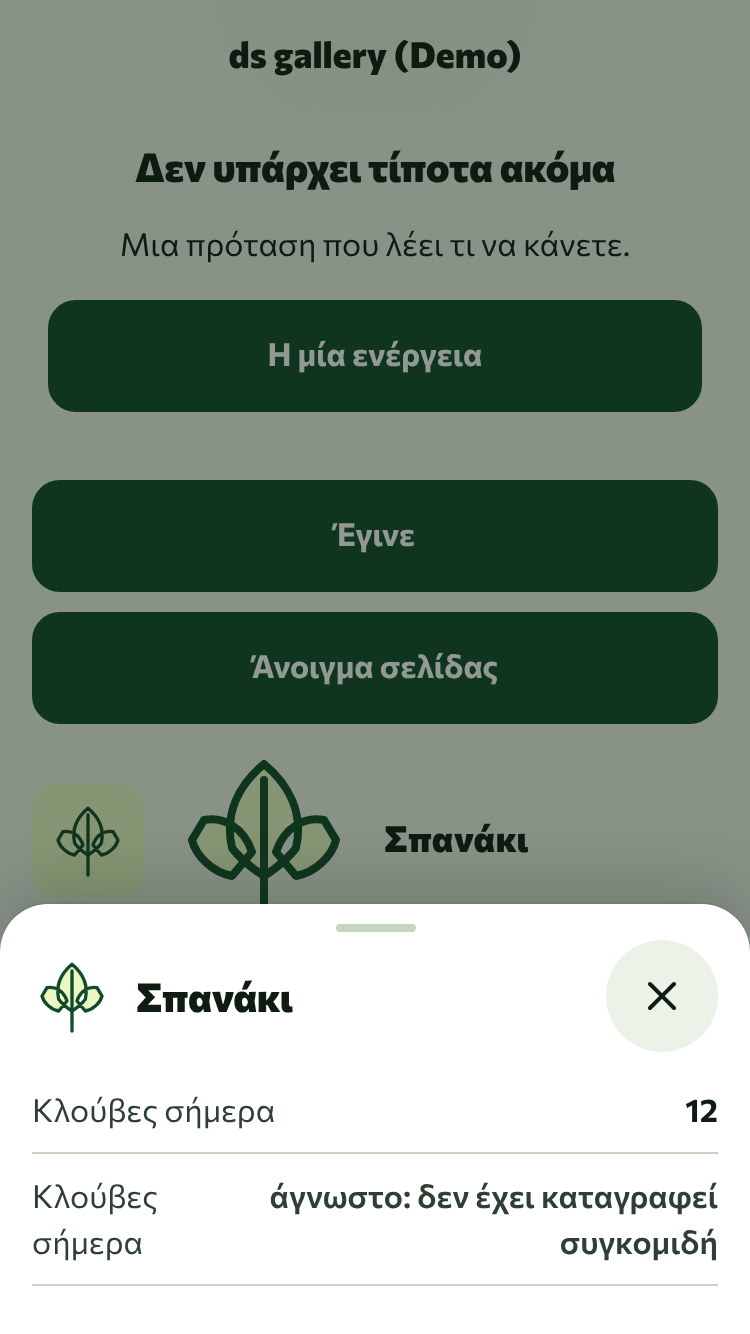 ds gallery (Demo)
Δεν υπάρχει τίποτα ακόμα
Μια πρόταση που λέει τι να κάνετε.
Η μία ενέργεια
Έγινε
Άνοιγμα σελίδας
Σπανάκι
Σπανάκι
Κλούβες σήμερα 12
Κλούβες άγνωστο: δεν έχει καταγραφεί
σήμερα συγκομιδή